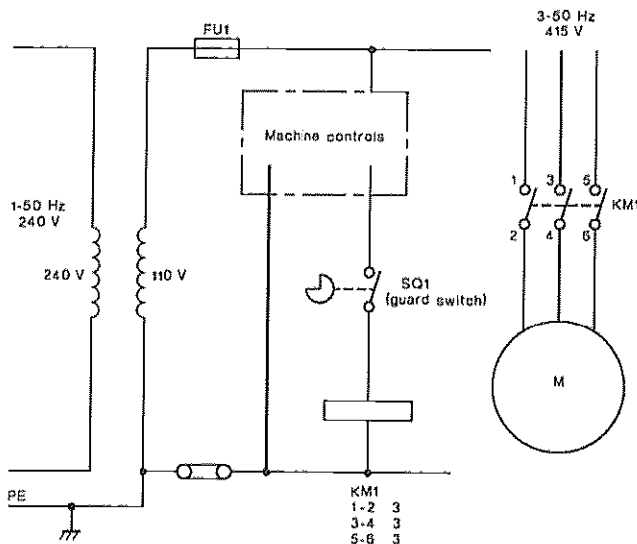 FU1
3-50 Hz
415 V
Machine controls
1-50 Hz
240 V
240 V
110 V
SQ1
(guard switch)
1
3
5
KM1
2
4
6
M
PE
KM1
1-2 3
3-4 3
5-6 3